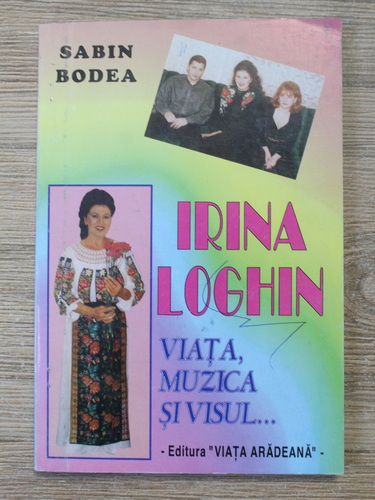 SABIN
BODEA
IRINA
LOGHIN
VIAȚA,
MUZICA
ȘI VISUL...
- Editura "VIAȚA ARĂDEANĂ" -